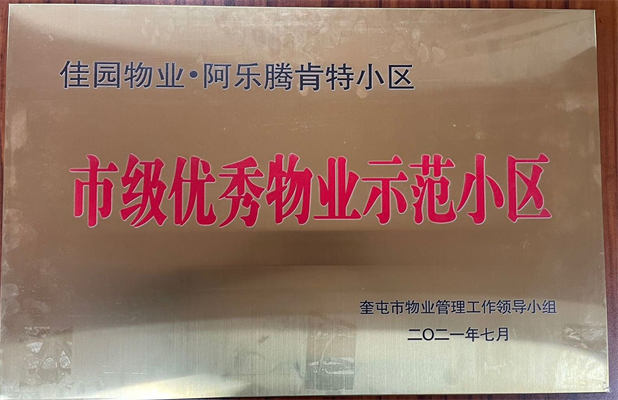 佳园物业·阿乐腾肯特小区
市级优秀物业示范小区
奎屯市物业管理工作领导小组
二〇二一年七月